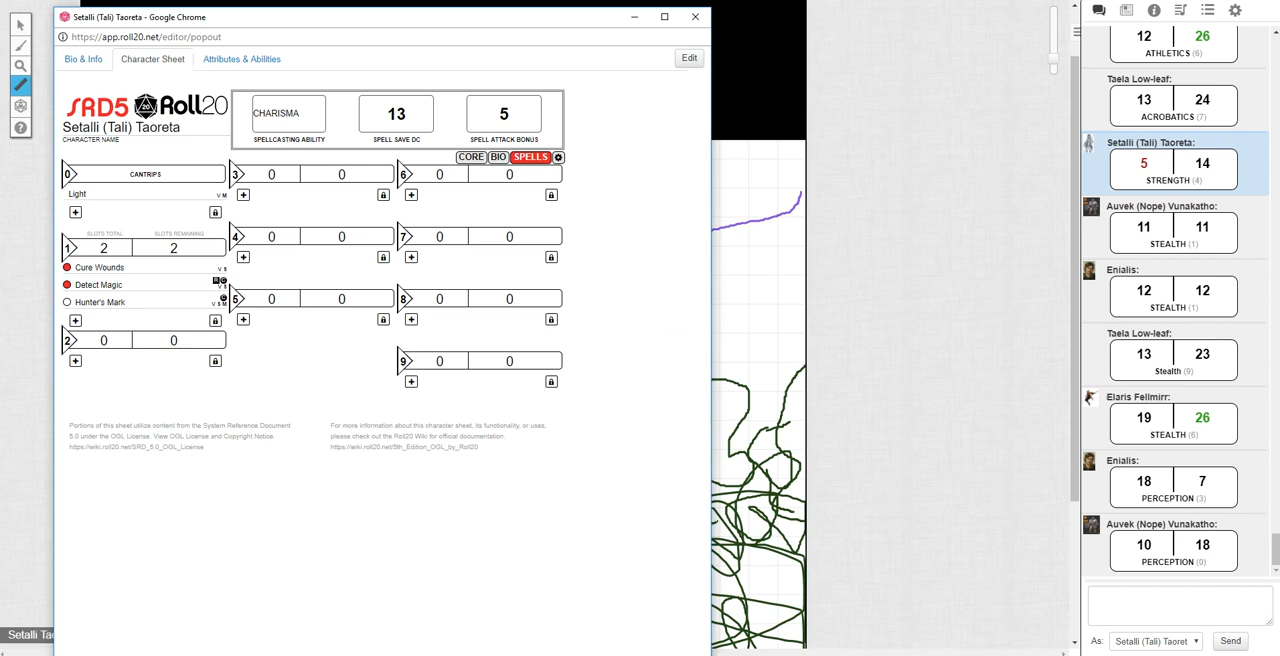 Setalli (Tali) Taoreta - Google Chrome
https://app.roll20.net/editor/popout
Bio & Info
Character Sheet
Attributes & Abilities
Edit
SRD5 Roll20
Setalli (Tali) Taoreta
CHARACTER NAME
CHARISMA
13
5
SPELLCASTING ABILITY
SPELL SAVE DC
SPELL ATTACK BONUS
CORE
BIO
SPELLS
0
CANTRIPS
Light
V M
+
SLOTS TOTAL
SLOTS REMAINING
1
2
2
Cure Wounds
V S
Detect Magic
R C
V S
Hunter's Mark
C
V S M
+
2
0
0
+
3
0
0
+
4
0
0
+
5
0
0
+
6
0
0
+
7
0
0
+
8
0
0
+
9
0
0
+
Portions of this sheet utilize content from the System Reference Document
5.0 under the OGL License. View OGL License and Copyright Notice.
https://wiki.roll20.net/SRD_5.0_OGL_License
For more information about this character sheet, its functionality, or uses,
please check out the Roll20 Wiki for official documentation.
https://wiki.roll20.net/5th_Edition_OGL_by_Roll20
Setalli Ta
12
26
ATHLETICS (6)
Taela Low-leaf:
13
24
ACROBATICS (7)
Setalli (Tali) Taoreta:
5
14
STRENGTH (4)
Auvek (Nope) Vunakatho:
11
11
STEALTH (1)
Enialis:
12
12
STEALTH (1)
Taela Low-leaf:
13
23
Stealth (9)
Elaris Fellmirr:
19
26
STEALTH (6)
Enialis:
18
7
PERCEPTION (3)
Auvek (Nope) Vunakatho:
10
18
PERCEPTION (0)
As:
Setalli (Tali) Taoret
Send